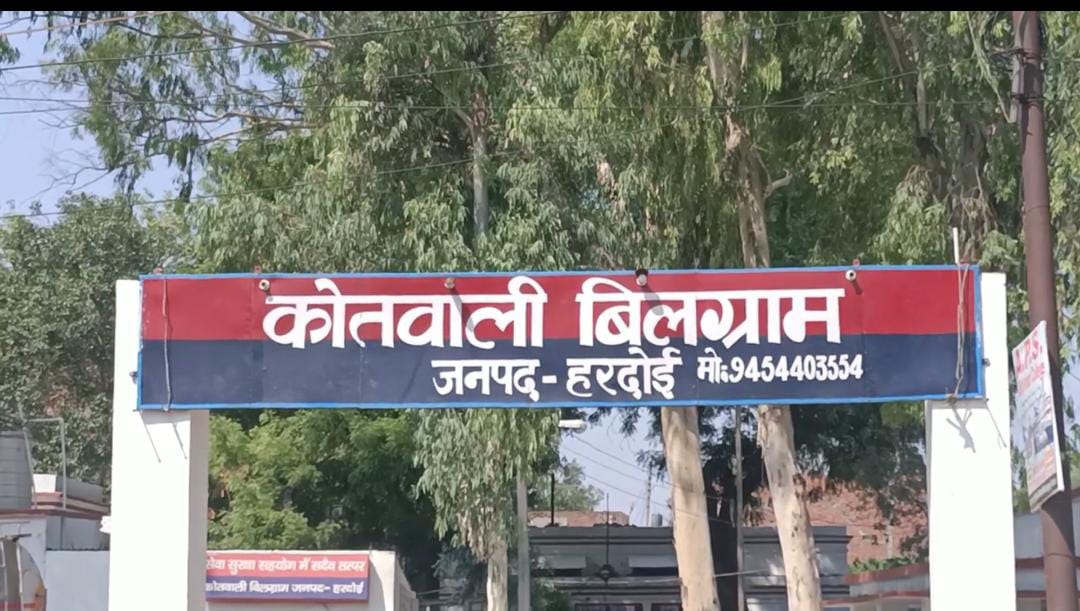 कोतवाली बिलग्राम
जनपद - हरदोई मो:9454403554
सेवा सुरक्षा सहयोग में सदैव तत्पर
कोतवाली बिलग्राम जनपद- हरदोई